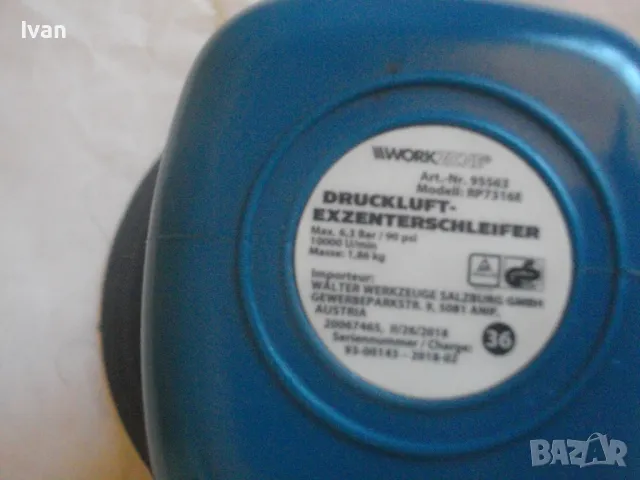 Ivan
WORKZONE®
Art.-Nr. 95563
Modell: RP7316E
DRUCKLUFT-
EXZENTERSCHLEIFER
Max. 6,3 Bar / 90 psi
10000 U/min
Masse: 1,86 kg
Importeur:
WALTER WERKZEUGE SALZBURG GMBH
GEWERBEPARKSTR. 9, 5081 ANIF,
AUSTRIA
20067465, II/26/2018
Seriennummer / Charge:
93-00143 - 2018-02
36
BAZAR